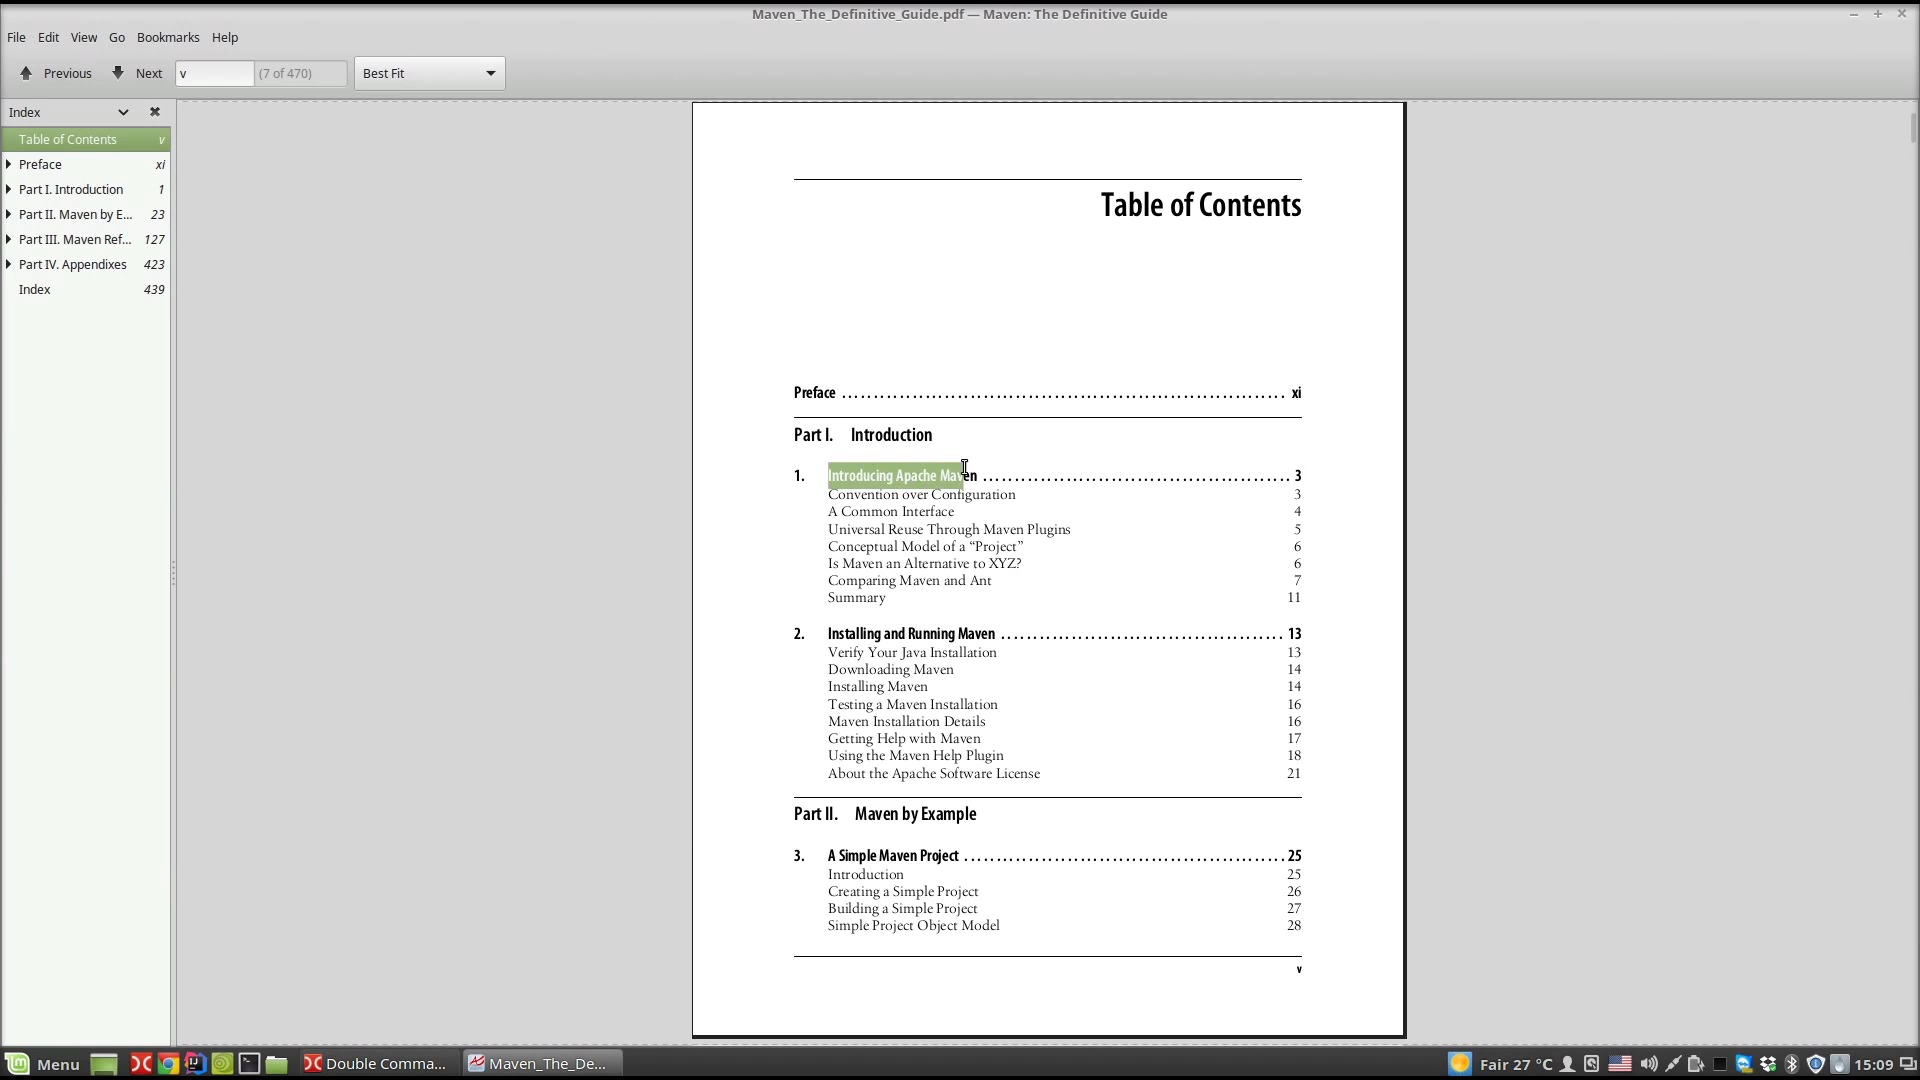 Maven_The_Definitive_Guide.pdf — Maven: The Definitive Guide
File Edit View Go Bookmarks Help
Previous Next v (7 of 470) Best Fit
Index
Table of Contents v
Preface xi
Part I. Introduction 1
Part II. Maven by E... 23
Part III. Maven Ref... 127
Part IV. Appendixes 423
Index 439
Table of Contents
Preface ..................................................................... xi
Part I. Introduction
1. Introducing Apache Maven ................................................ 3
Convention over Configuration 3
A Common Interface 4
Universal Reuse Through Maven Plugins 5
Conceptual Model of a “Project” 6
Is Maven an Alternative to XYZ? 6
Comparing Maven and Ant 7
Summary 11
2. Installing and Running Maven ............................................ 13
Verify Your Java Installation 13
Downloading Maven 14
Installing Maven 14
Testing a Maven Installation 16
Maven Installation Details 16
Getting Help with Maven 17
Using the Maven Help Plugin 18
About the Apache Software License 21
Part II. Maven by Example
3. A Simple Maven Project .................................................. 25
Introduction 25
Creating a Simple Project 26
Building a Simple Project 27
Simple Project Object Model 28
v
Menu Double Comma... Maven_The_De... Fair 27 °C 15:09